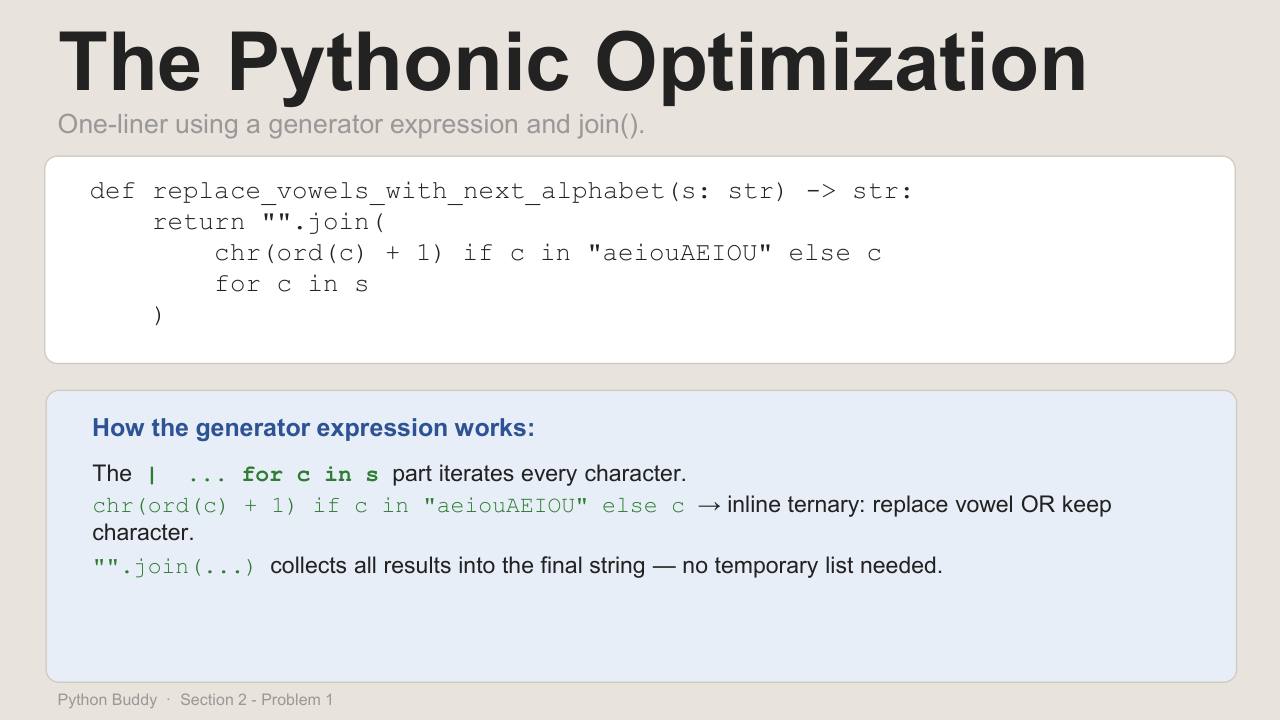 The Pythonic Optimization
One-liner using a generator expression and join().
def replace_vowels_with_next_alphabet(s: str) -> str:
    return "".join(
        chr(ord(c) + 1) if c in "aeiouAEIOU" else c
        for c in s
    )
How the generator expression works:
The |  ... for c in s part iterates every character.
chr(ord(c) + 1) if c in "aeiouAEIOU" else c → inline ternary: replace vowel OR keep
character.
"".join(...) collects all results into the final string — no temporary list needed.
Python Buddy · Section 2 - Problem 1